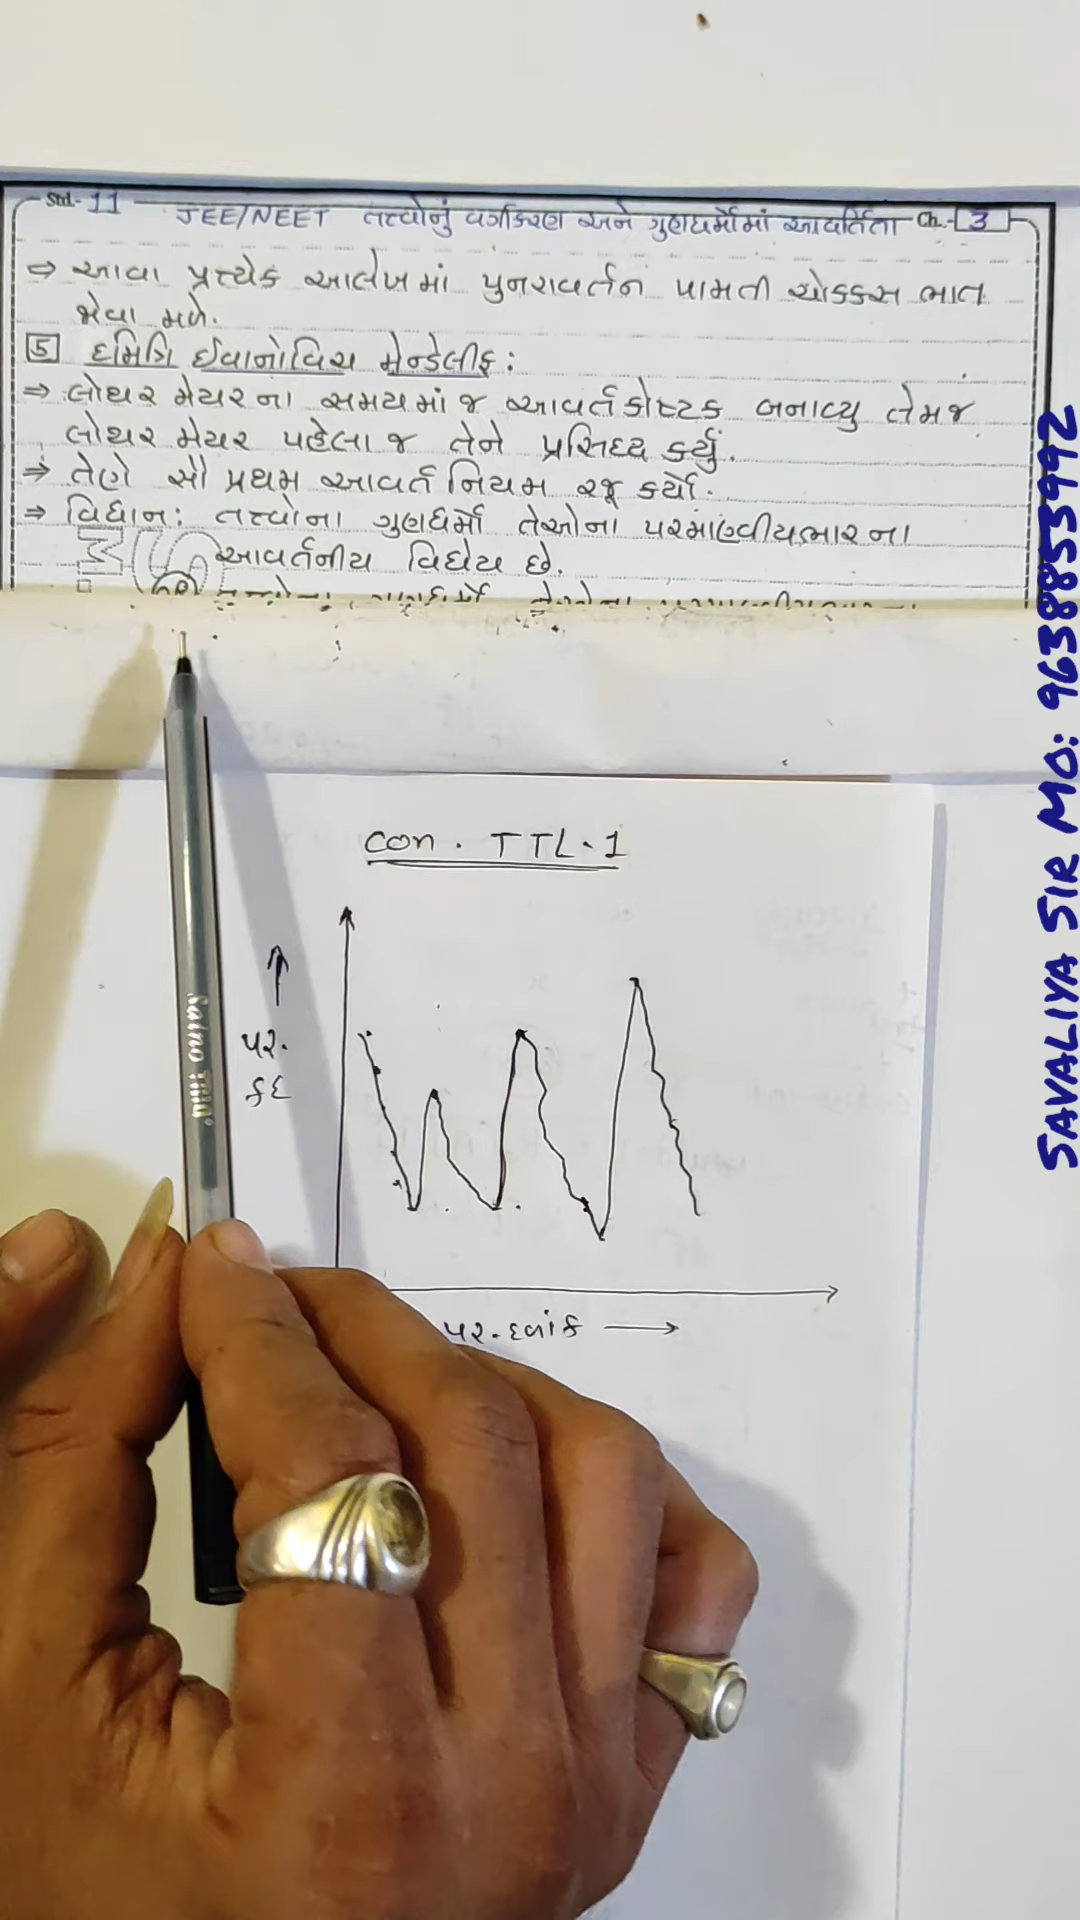 Std.- 11 JEE/NEET તત્ત્વોનું વર્ગીકરણ અને ગુણધર્મોમાં આવર્તિતા Ch.- 3
⇒ આવા પ્રત્યેક આલેખમાં પુનરાવર્તન પામતી ચોક્કસ ભાત
જોવા મળે.
5 દમિત્રિ ઈવાનોવિચ મેન્ડેલીફ :
⇒ લોથર મેયરના સમયમાં જ આવર્તકોષ્ટક બનાવ્યુ તેમજ
લોથર મેયર પહેલા જ તેને પ્રસિધ્ધ કર્યું.
⇒ તેણે સૌ પ્રથમ આવર્ત નિયમ રજૂ કર્યો.
⇒ વિધાન : તત્ત્વોના ગુણધર્મો તેઓના પરમાણ્વીયભારના
આવર્તનીય વિધેય છે.
con. TTL-1
પર.
કદ
પર.ક્રમાંક
Saino
SAVALIYA SIR MO: 9638853992